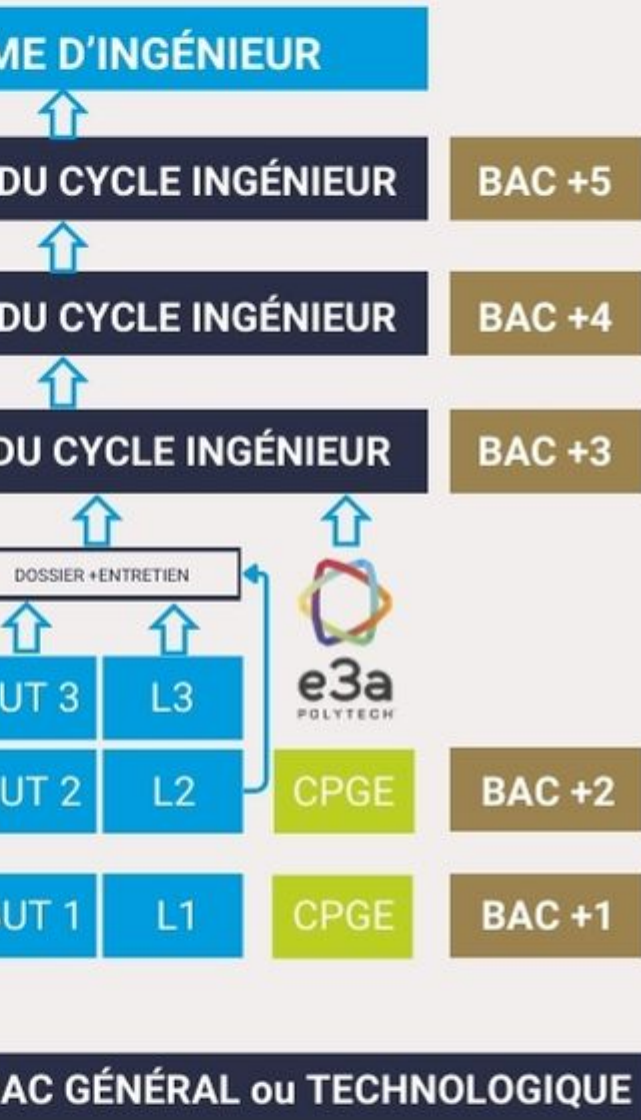 ME D'INGÉNIEUR
DU CYCLE INGÉNIEUR BAC +5
DU CYCLE INGÉNIEUR BAC +4
DU CYCLE INGÉNIEUR BAC +3
DOSSIER +ENTRETIEN
e3a
POLYTECH
UT 3 L3
UT 2 L2 CPGE BAC +2
UT 1 L1 CPGE BAC +1
AC GÉNÉRAL ou TECHNOLOGIQUE